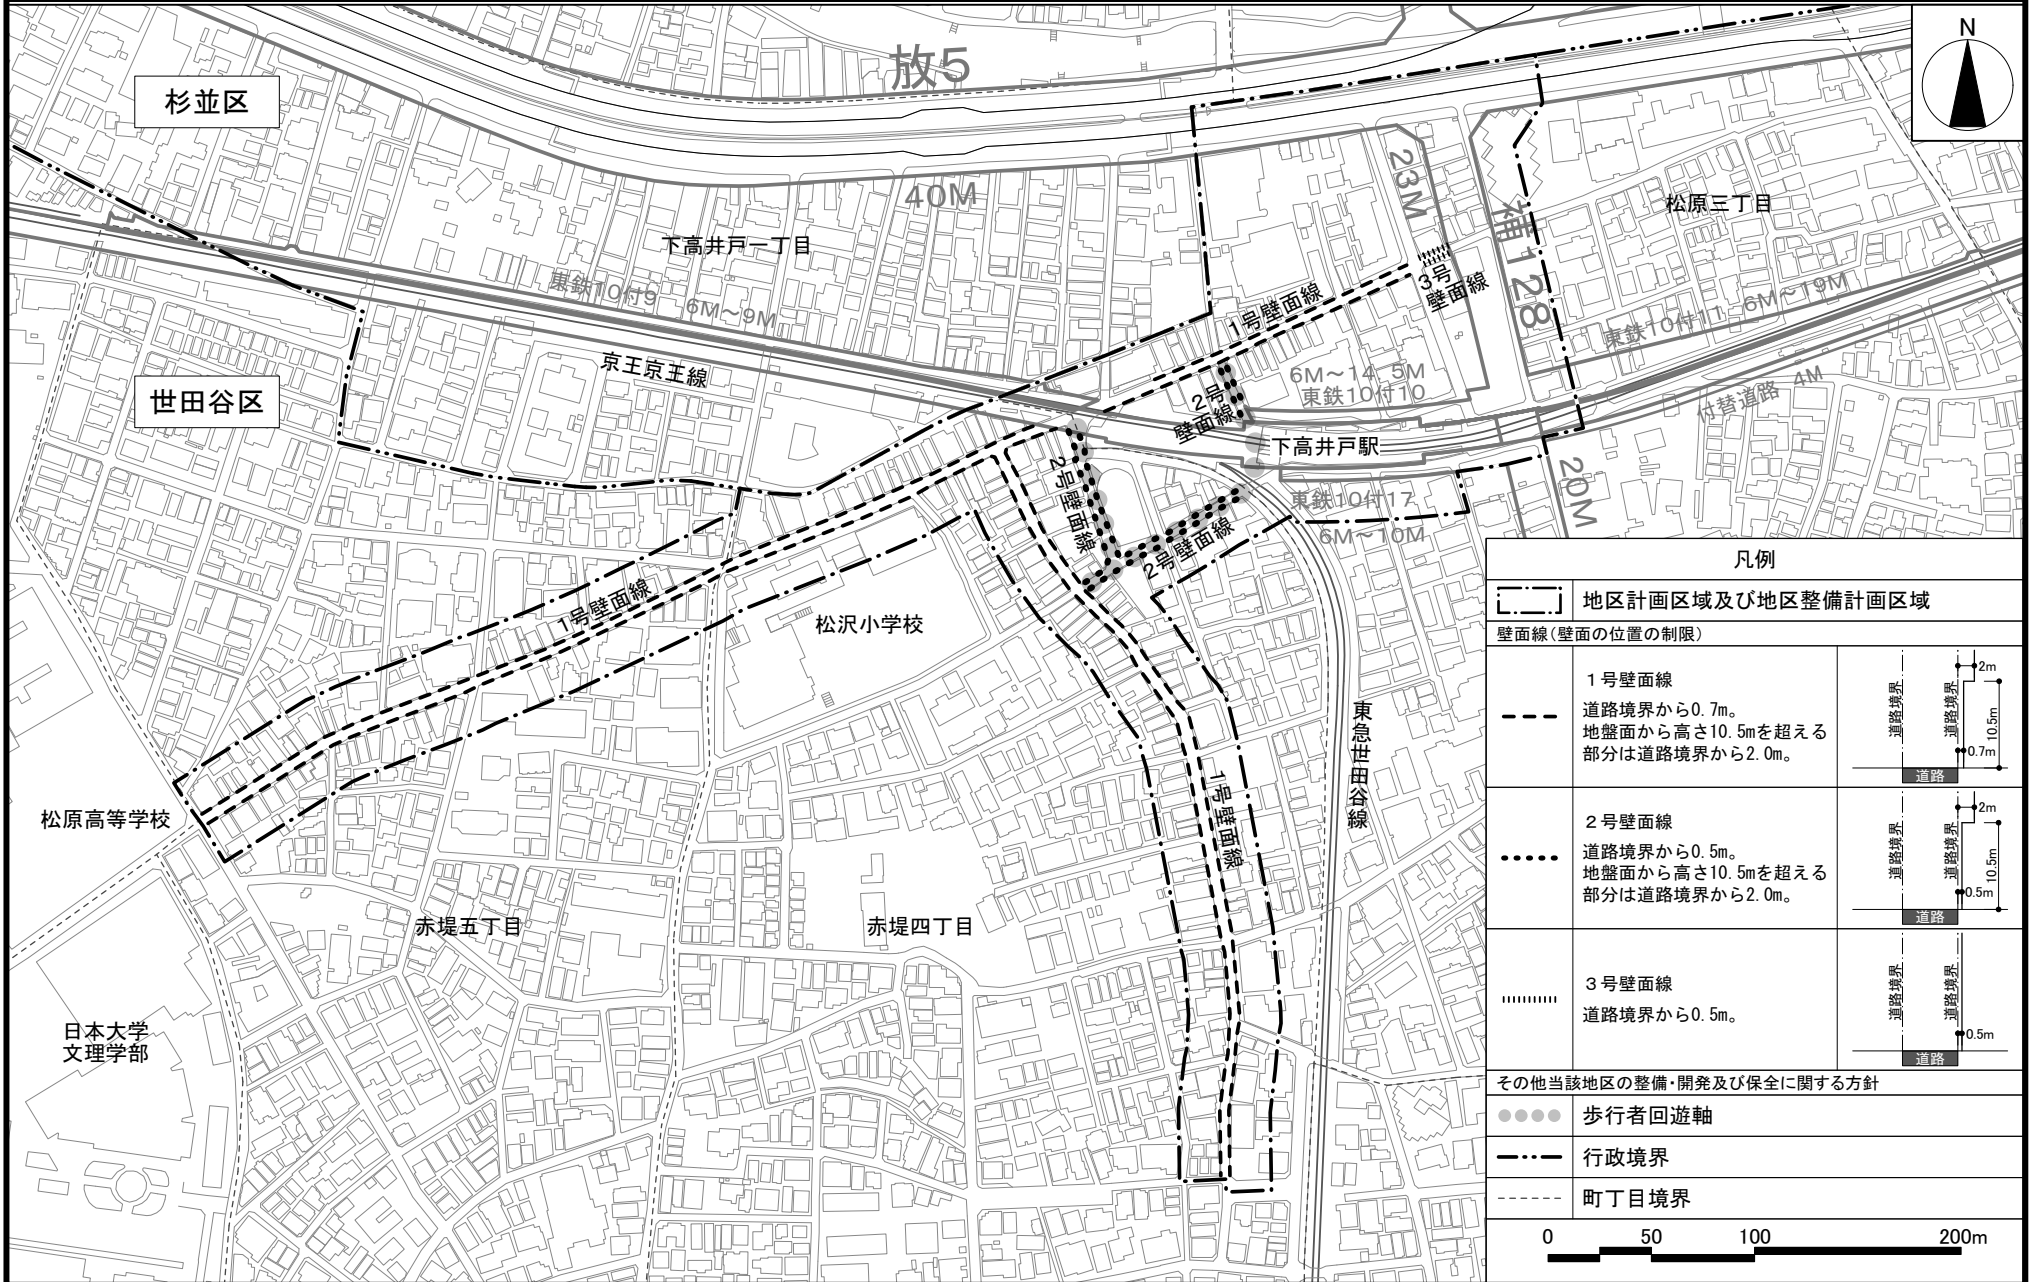 放5
N
杉並区
40M
23M
補128
松原三丁目
下高井戸一丁目
東鉄10付9 6M～9M
3号
壁面線
1号壁面線
東鉄10付11 6M～19M
京王京王線
世田谷区
6M～14.5M
東鉄10付10
2号
壁面線
付替道路 4M
下高井戸駅
2号壁面線
東鉄10付17
6M～10M
20M
2号壁面線
1号壁面線
松沢小学校
東急世田谷線
1号壁面線
松原高等学校
赤堤五丁目
赤堤四丁目
日本大学
文理学部
凡例
地区計画区域及び地区整備計画区域
壁面線（壁面の位置の制限）
１号壁面線
道路境界から0.7m。
地盤面から高さ10.5mを超える
部分は道路境界から2.0m。
道路境界
道路境界
2m
10.5m
0.7m
道路
２号壁面線
道路境界から0.5m。
地盤面から高さ10.5mを超える
部分は道路境界から2.0m。
道路境界
道路境界
2m
10.5m
0.5m
道路
３号壁面線
道路境界から0.5m。
道路境界
道路境界
0.5m
道路
その他当該地区の整備・開発及び保全に関する方針
歩行者回遊軸
行政境界
町丁目境界
0 50 100 200m